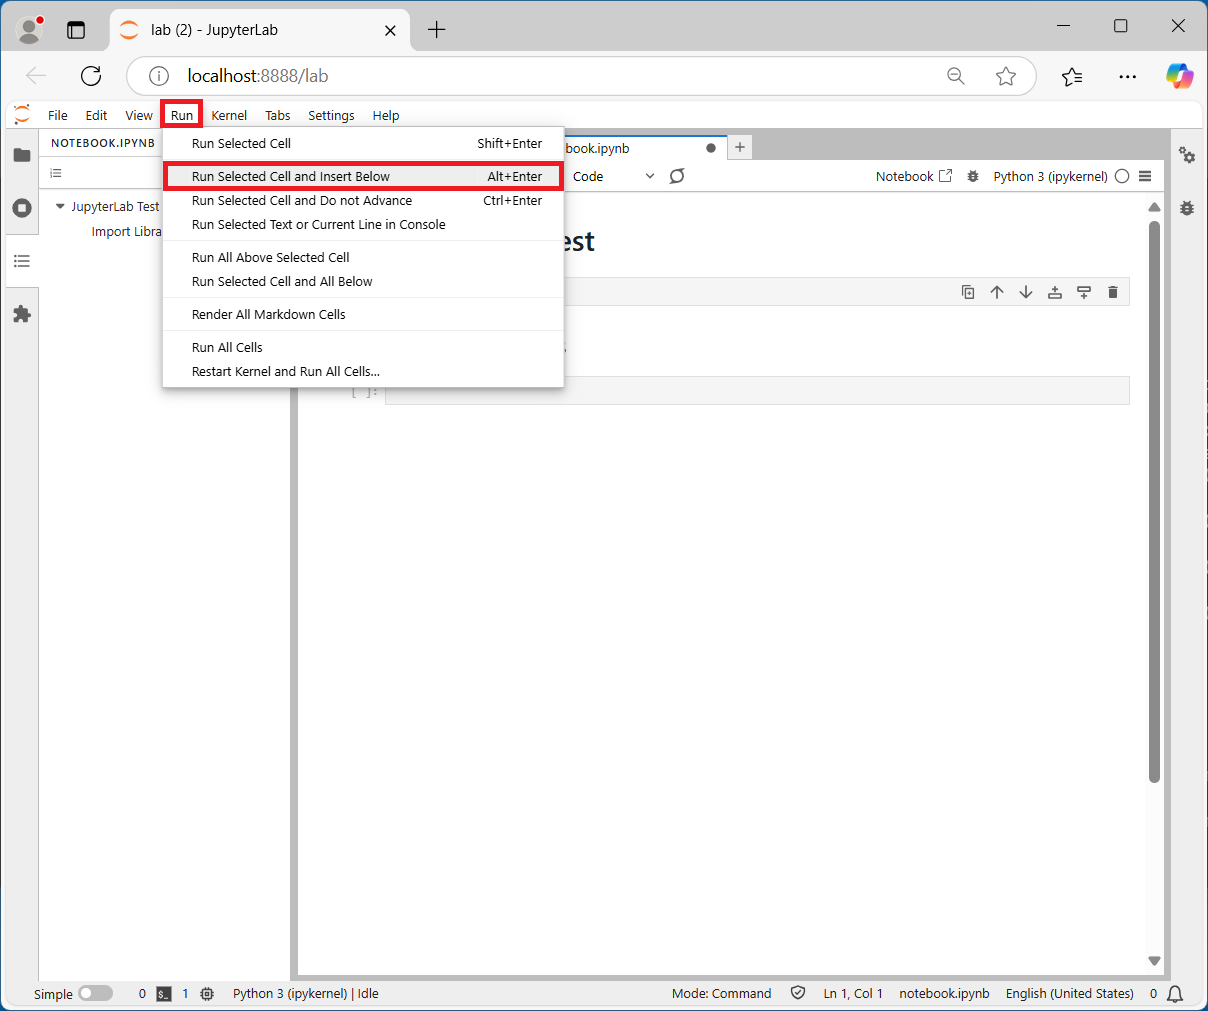 lab (2) - JupyterLab
localhost:8888/lab
File Edit View Run Kernel Tabs Settings Help
NOTEBOOK.IPYNB
book.ipynb
Run Selected Cell Shift+Enter
Run Selected Cell and Insert Below Alt+Enter
Run Selected Cell and Do not Advance Ctrl+Enter
Run Selected Text or Current Line in Console
Run All Above Selected Cell
Run Selected Cell and All Below
Render All Markdown Cells
Run All Cells
Restart Kernel and Run All Cells...
Code
Notebook
Python 3 (ipykernel)
JupyterLab Test
Import Libra
est
[ ]:
Simple 0 1 Python 3 (ipykernel) | Idle Mode: Command Ln 1, Col 1 notebook.ipynb English (United States) 0